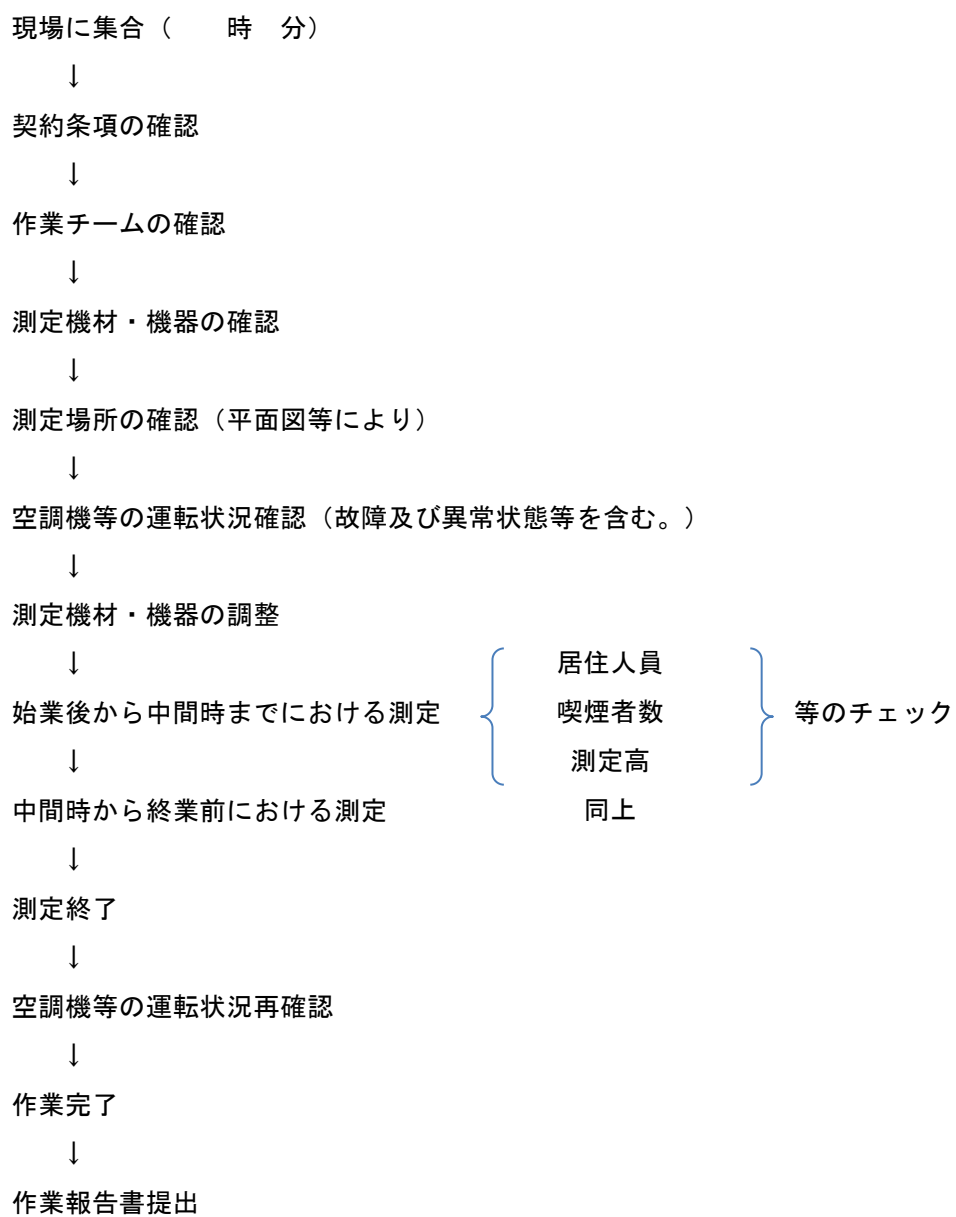 現場に集合（　　時　分）
↓
契約条項の確認
↓
作業チームの確認
↓
測定機材・機器の確認
↓
測定場所の確認（平面図等により）
↓
空調機等の運転状況確認（故障及び異常状態等を含む。）
↓
測定機材・機器の調整
↓　居住人員
始業後から中間時までにおける測定　喫煙者数　等のチェック
↓　測定高
中間時から終業前における測定　同上
↓
測定終了
↓
空調機等の運転状況再確認
↓
作業完了
↓
作業報告書提出